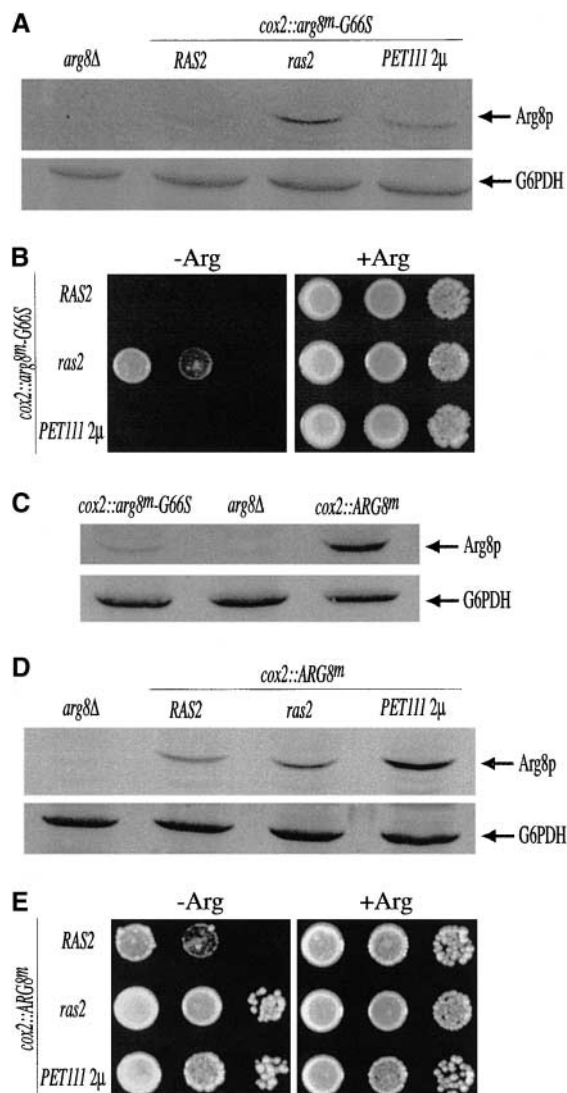 A
cox2::arg8ᵐ-G66S
arg8Δ RAS2 ras2 PET111 2μ
Arg8p
G6PDH
B
-Arg +Arg
cox2::arg8ᵐ-G66S
RAS2
ras2
PET111 2μ
C
cox2::arg8ᵐ-G66S arg8Δ cox2::ARG8ᵐ
Arg8p
G6PDH
D
cox2::ARG8ᵐ
arg8Δ RAS2 ras2 PET111 2μ
Arg8p
G6PDH
E
-Arg +Arg
cox2::ARG8ᵐ
RAS2
ras2
PET111 2μ